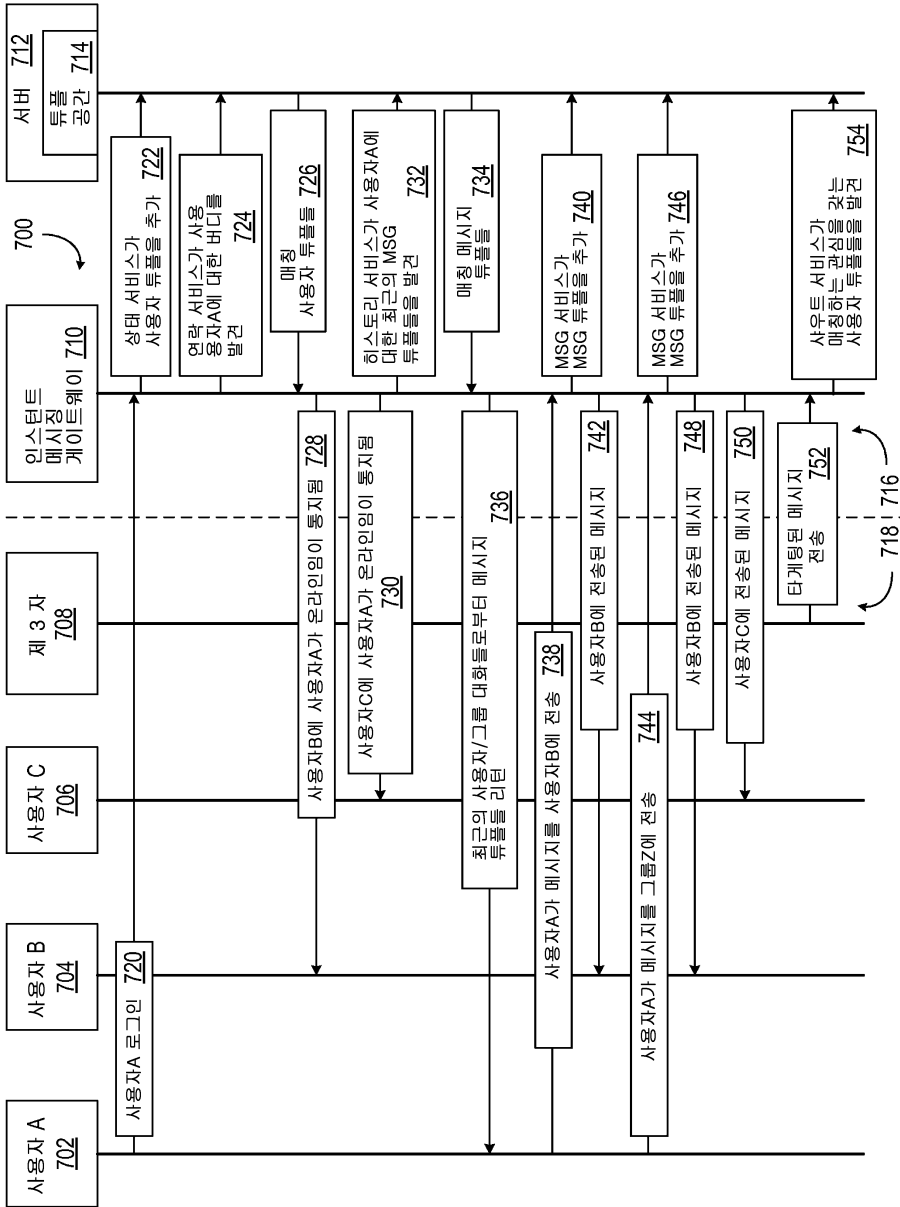 700
사용자 A
702
사용자 B
704
사용자 C
706
제 3 자
708
인스턴트
메시징
게이트웨이 710
서버 712
튜플
공간 714
사용자A 로그인 720
상태 서비스가
사용자 튜플을 추가 722
연락 서비스가 사용
용자A에 대한 버디를
발견 724
매칭
사용자 튜플들 726
사용자B에 사용자A가 온라인임이 통지됨 728
사용자C에 사용자A가 온라인임이 통지됨
730
히스토리 서비스가 사용자A에
대한 최근의 MSG
튜플들을 발견 732
매칭 메시지
튜플들 734
최근의 사용자/그룹 대화들로부터 메시지
튜플들 리턴 736
사용자A가 메시지를 사용자B에 전송 738
MSG 서비스가
MSG 튜플을 추가 740
사용자B에 전송된 메시지 742
사용자A가 메시지를 그룹Z에 전송 744
MSG 서비스가
MSG 튜플을 추가 746
사용자B에 전송된 메시지 748
사용자C에 전송된 메시지 750
타게팅된 메시지
전송 752
샤우트 서비스가
매칭하는 관심을 갖는
사용자 튜플들을 발견 754
718
716